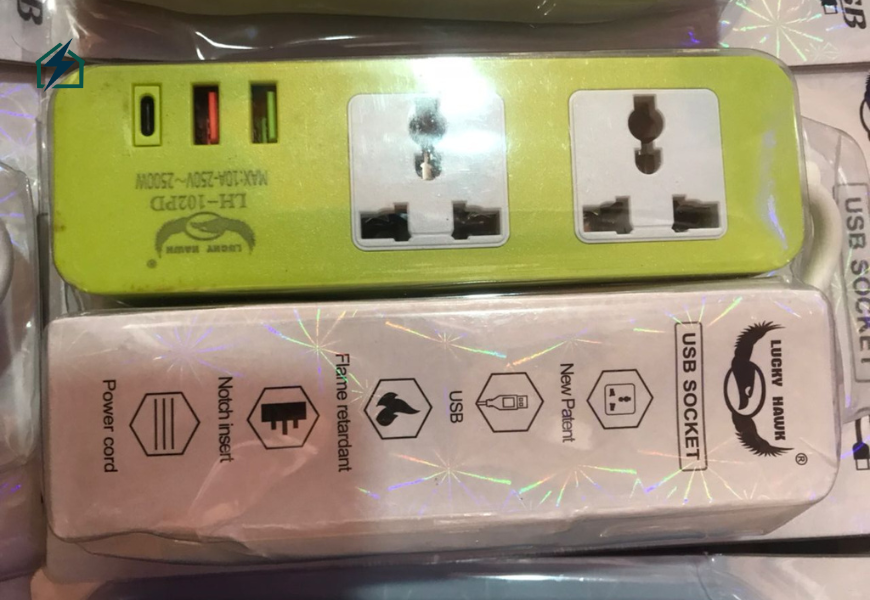 MAX:10A-250V~2500W
LH-102PD
LUCKY HAWK
®
LUCKY HAWK
®
USB SOCKET
New Patent
USB
Flame retardant
Notch insert
Power cord
USB SOCKET